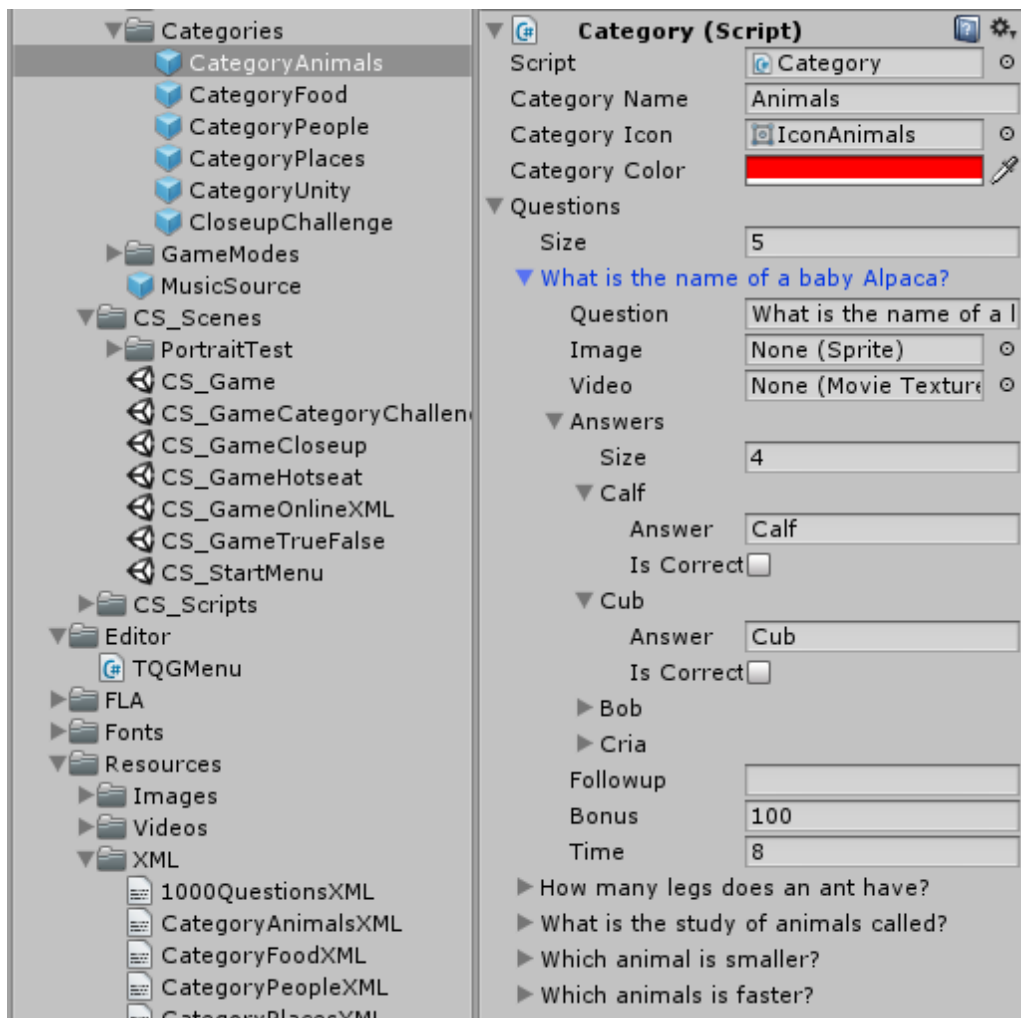 Categories
CategoryAnimals
CategoryFood
CategoryPeople
CategoryPlaces
CategoryUnity
CloseupChallenge
GameModes
MusicSource
CS_Scenes
PortraitTest
CS_Game
CS_GameCategoryChallen
CS_GameCloseup
CS_GameHotseat
CS_GameOnlineXML
CS_GameTrueFalse
CS_StartMenu
CS_Scripts
Editor
TQGMenu
FLA
Fonts
Resources
Images
Videos
XML
1000QuestionsXML
CategoryAnimalsXML
CategoryFoodXML
CategoryPeopleXML
CategoryPlacesXML
Category (Script)
Script Category
Category Name Animals
Category Icon IconAnimals
Category Color
Questions
Size 5
What is the name of a baby Alpaca?
Question What is the name of a
Image None (Sprite)
Video None (Movie Texture
Answers
Size 4
Calf
Answer Calf
Is Correct
Cub
Answer Cub
Is Correct
Bob
Cria
Followup
Bonus 100
Time 8
How many legs does an ant have?
What is the study of animals called?
Which animal is smaller?
Which animals is faster?